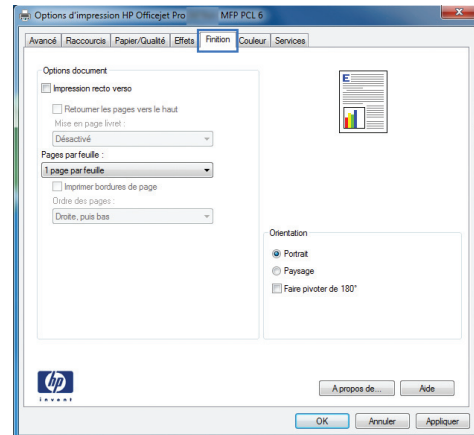 Options d'impression HP Officejet Pro MFP PCL 6
Avancé Raccourcis Papier/Qualité Effets Finition Couleur Services
Options document
Impression recto verso
Retourner les pages vers le haut
Mise en page livret :
Désactivé
Pages par feuille :
1 page par feuille
Imprimer bordures de page
Ordre des pages :
Droite, puis bas
E
Orientation
Portrait
Paysage
Faire pivoter de 180°
hp
invent
A propos de... Aide
OK Annuler Appliquer